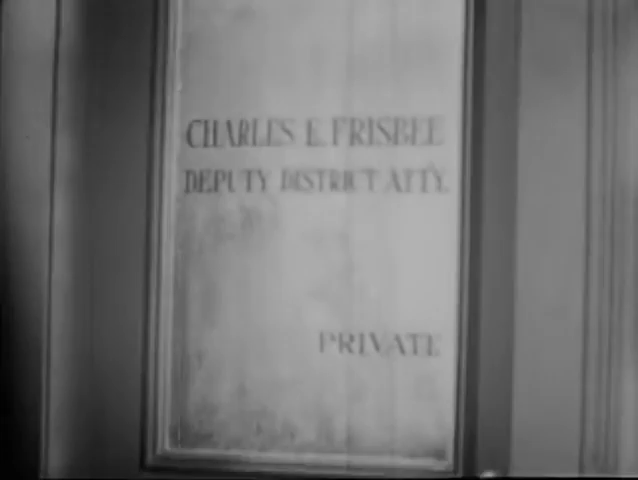 CHARLES E. FRISBEE
DEPUTY DISTRICT ATTY.
PRIVATE